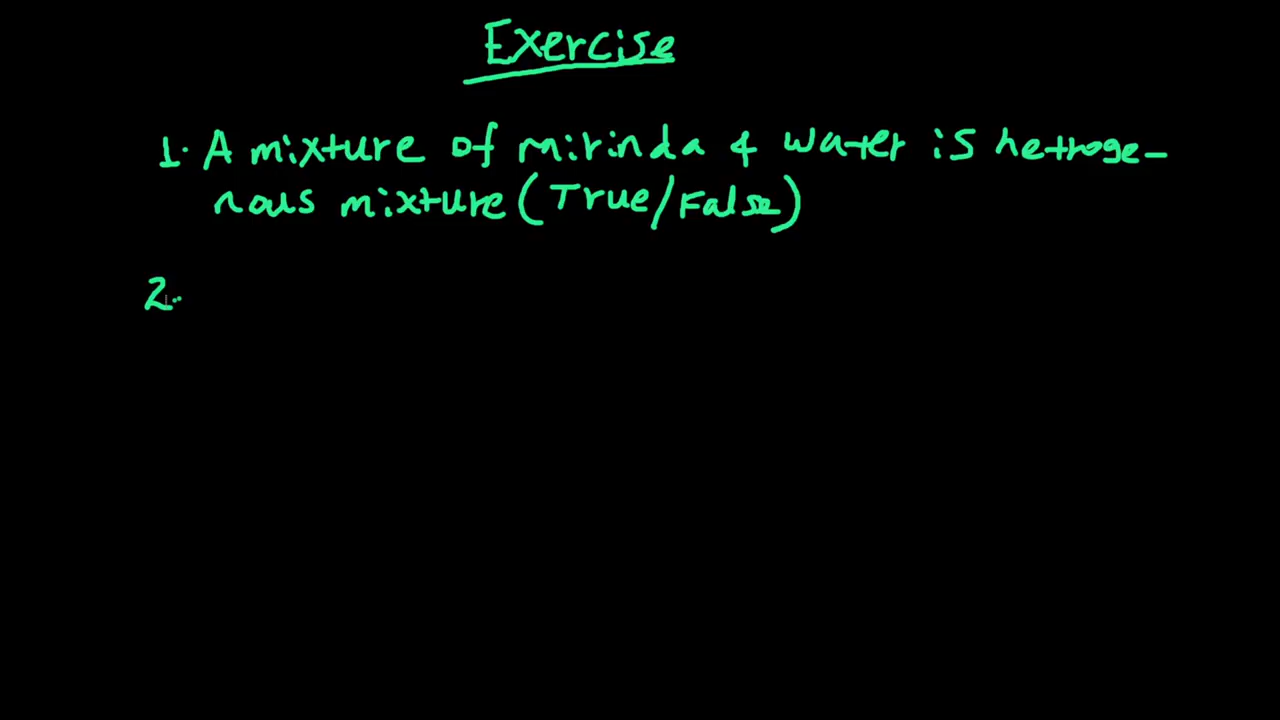 Exercise
1. A mixture of mirinda & water is hetroge-
nous mixture (True/False)
2.